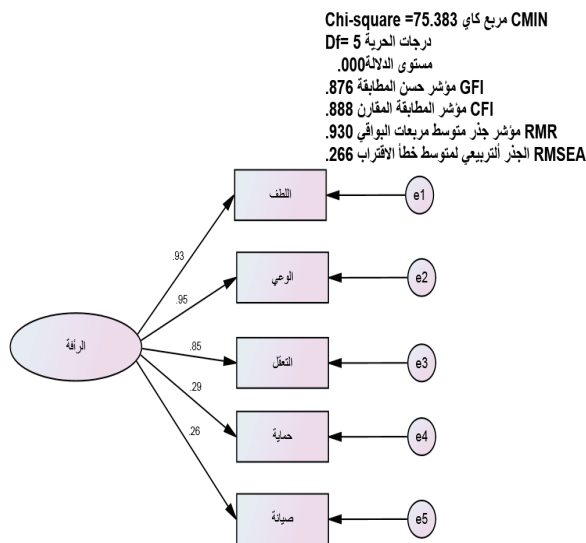 Chi-square =75.383 مربع كاي CMIN
Df= 5 درجات الحرية
مستوى الدلالة000.
GFI مؤشر حسن المطابقة 876.
CFI مؤشر المطابقة المقارن 888.
RMR مؤشر جذر متوسط مربعات البواقي 930.
RMSEA الجذر ألتربيعي لمتوسط خطأ الاقتراب 266.
اللطف
e1
.93
الوعي
e2
.95
الرأفة
.85
التعقل
e3
.29
حماية
e4
.26
صيانة
e5